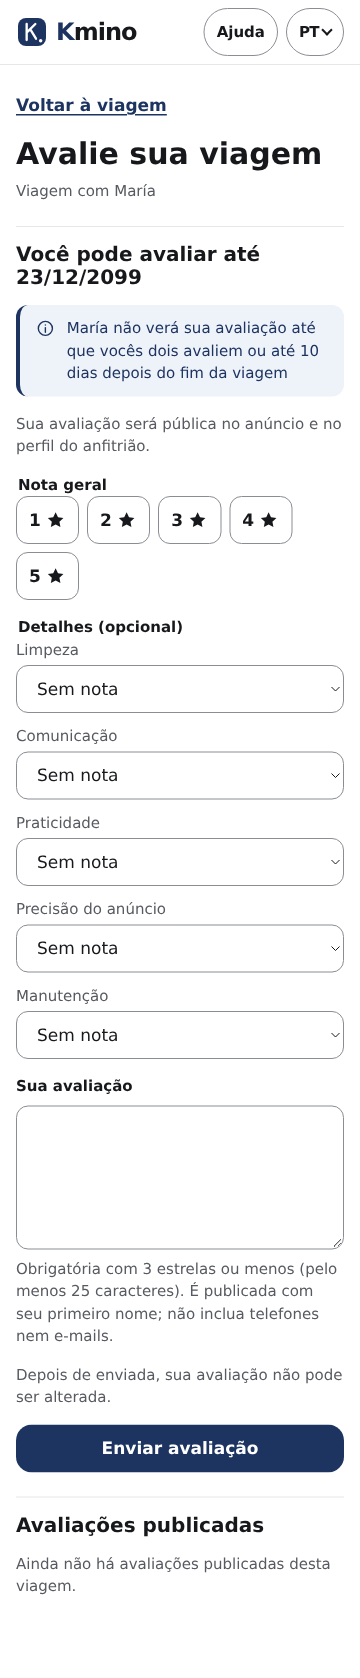 Kmino
Ajuda
PT
Voltar à viagem
Avalie sua viagem
Viagem com María
Você pode avaliar até
23/12/2099
María não verá sua avaliação até
que vocês dois avaliem ou até 10
dias depois do fim da viagem
Sua avaliação será pública no anúncio e no
perfil do anfitrião.
Nota geral
1 ★ 2 ★ 3 ★ 4 ★
5 ★
Detalhes (opcional)
Limpeza
Sem nota
Comunicação
Sem nota
Praticidade
Sem nota
Precisão do anúncio
Sem nota
Manutenção
Sem nota
Sua avaliação
Obrigatória com 3 estrelas ou menos (pelo
menos 25 caracteres). É publicada com
seu primeiro nome; não inclua telefones
nem e-mails.
Depois de enviada, sua avaliação não pode
ser alterada.
Enviar avaliação
Avaliações publicadas
Ainda não há avaliações publicadas desta
viagem.